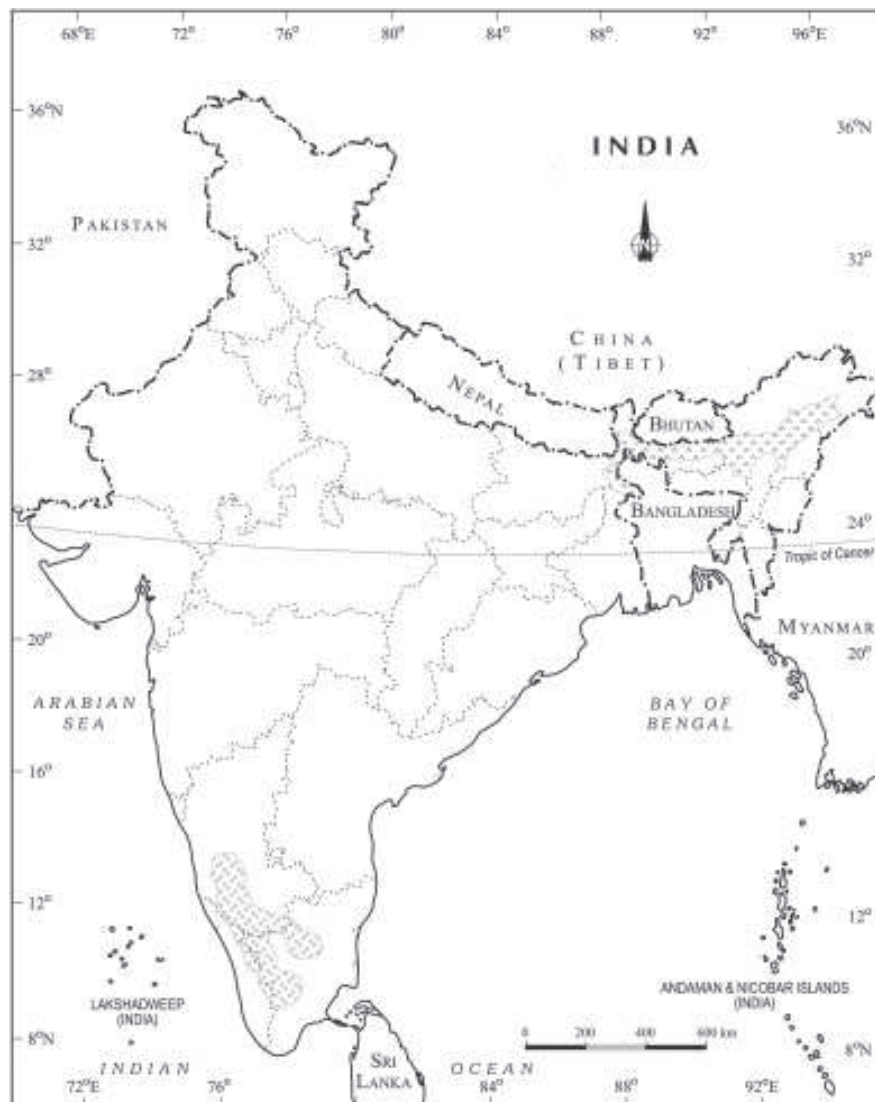 68°E 72° 76° 80° 84° 88° 92° 96°E
36°N
36°N
INDIA
PAKISTAN
N
32°
32°
CHINA
(TIBET)
28°
NEPAL
BHUTAN
24°
BANGLADESH
24°
Tropic of Cancer
20°
MYANMAR
20°
ARABIAN
SEA
BAY OF
BENGAL
16°
16°
12°
12°
LAKSHADWEEP
(INDIA)
ANDAMAN & NICOBAR ISLANDS
(INDIA)
8°N
0 200 400 600 km
8°N
INDIAN
SRI
LANKA
OCEAN
72°E 76° 84° 88° 92°E